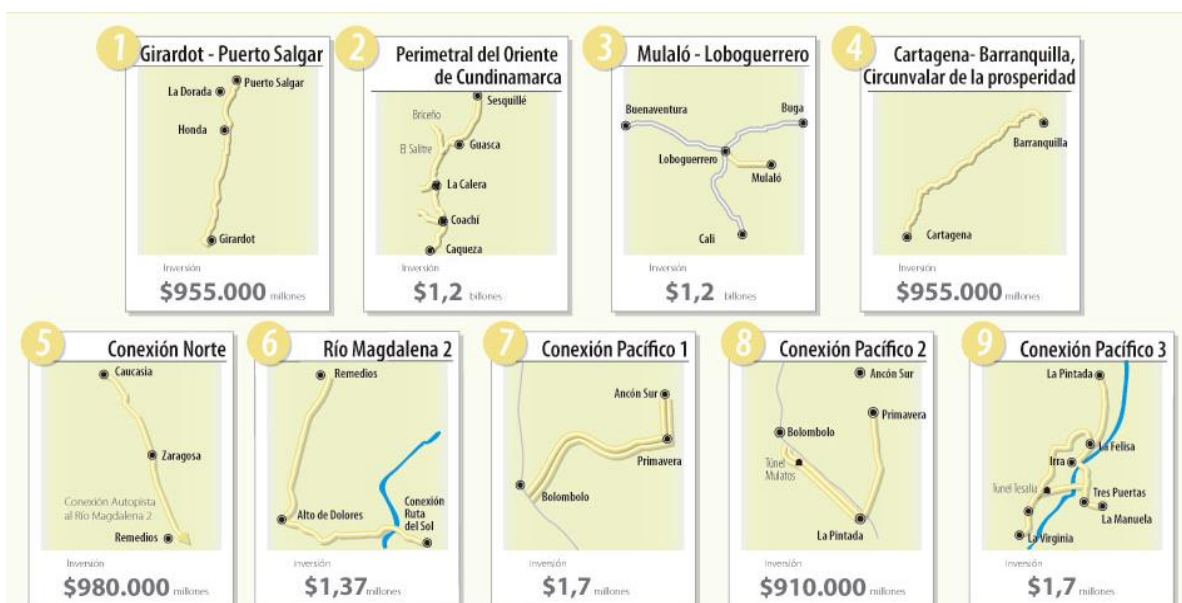 1
Girardot - Puerto Salgar
La Dorada
Puerto Salgar
Honda
Girardot
Inversión
$955.000 millones
2
Perimetral del Oriente
de Cundinamarca
Sesquillé
Briceño
El Salitre
Guasca
La Calera
Coachí
Caqueza
Inversión
$1,2 billones
3
Mulaló - Loboguerrero
Buenaventura
Buga
Loboguerrero
Mulaló
Cali
Inversión
$1,2 billones
4
Cartagena- Barranquilla,
Circunvalar de la prosperidad
Barranquilla
Cartagena
Inversión
$955.000 millones
5
Conexión Norte
Caucasia
Zaragosa
Conexión Autopista
al Río Magdalena 2
Remedios
Inversión
$980.000 millones
6
Río Magdalena 2
Remedios
Conexión
Ruta
del Sol
Alto de Dolores
Inversión
$1,37 millones
7
Conexión Pacífico 1
Ancón Sur
Primavera
Bolombolo
Inversión
$1,7 millones
8
Conexión Pacífico 2
Ancón Sur
Primavera
Bolombolo
Túnel
Mulatos
La Pintada
Inversión
$910.000 millones
9
Conexión Pacífico 3
La Pintada
La Felisa
Irra
Tunel Tesalia
Tres Puertas
La Manuela
La Virginia
Inversión
$1,7 millones